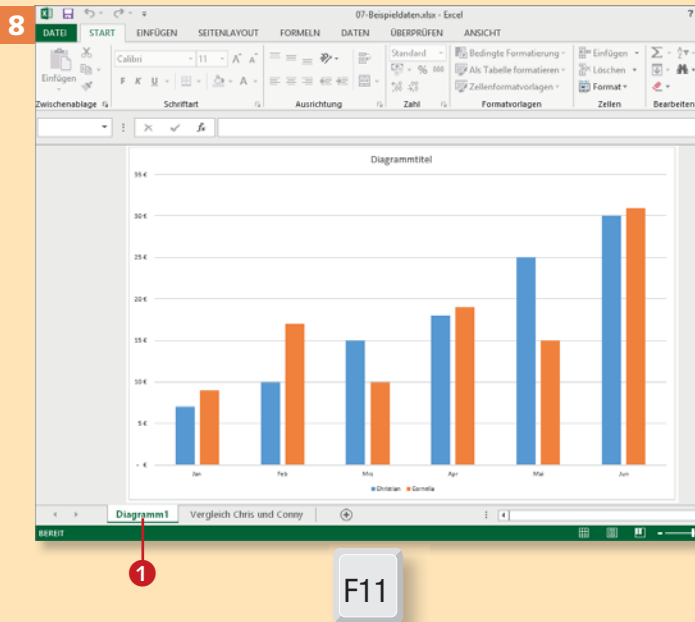 8
07-Beispieldaten.xlsx - Excel
?
DATEI START EINFÜGEN SEITENLAYOUT FORMELN DATEN ÜBERPRÜFEN ANSICHT
Einfügen
Calibri 11 A A
F K U A
Standard
% 000
Bedingte Formatierung
Als Tabelle formatieren
Zellenformatvorlagen
Einfügen
Löschen
Format
Zwischenablage Schriftart Ausrichtung Zahl Formatvorlagen Zellen Bearbeiten
fx
Diagrammtitel
35 €
30 €
25 €
20 €
15 €
10 €
5 €
- €
Jan Feb Mrz Apr Mai Jun
Christian Cornelia
Diagramm1 Vergleich Chris und Conny
BEREIT
1
F11